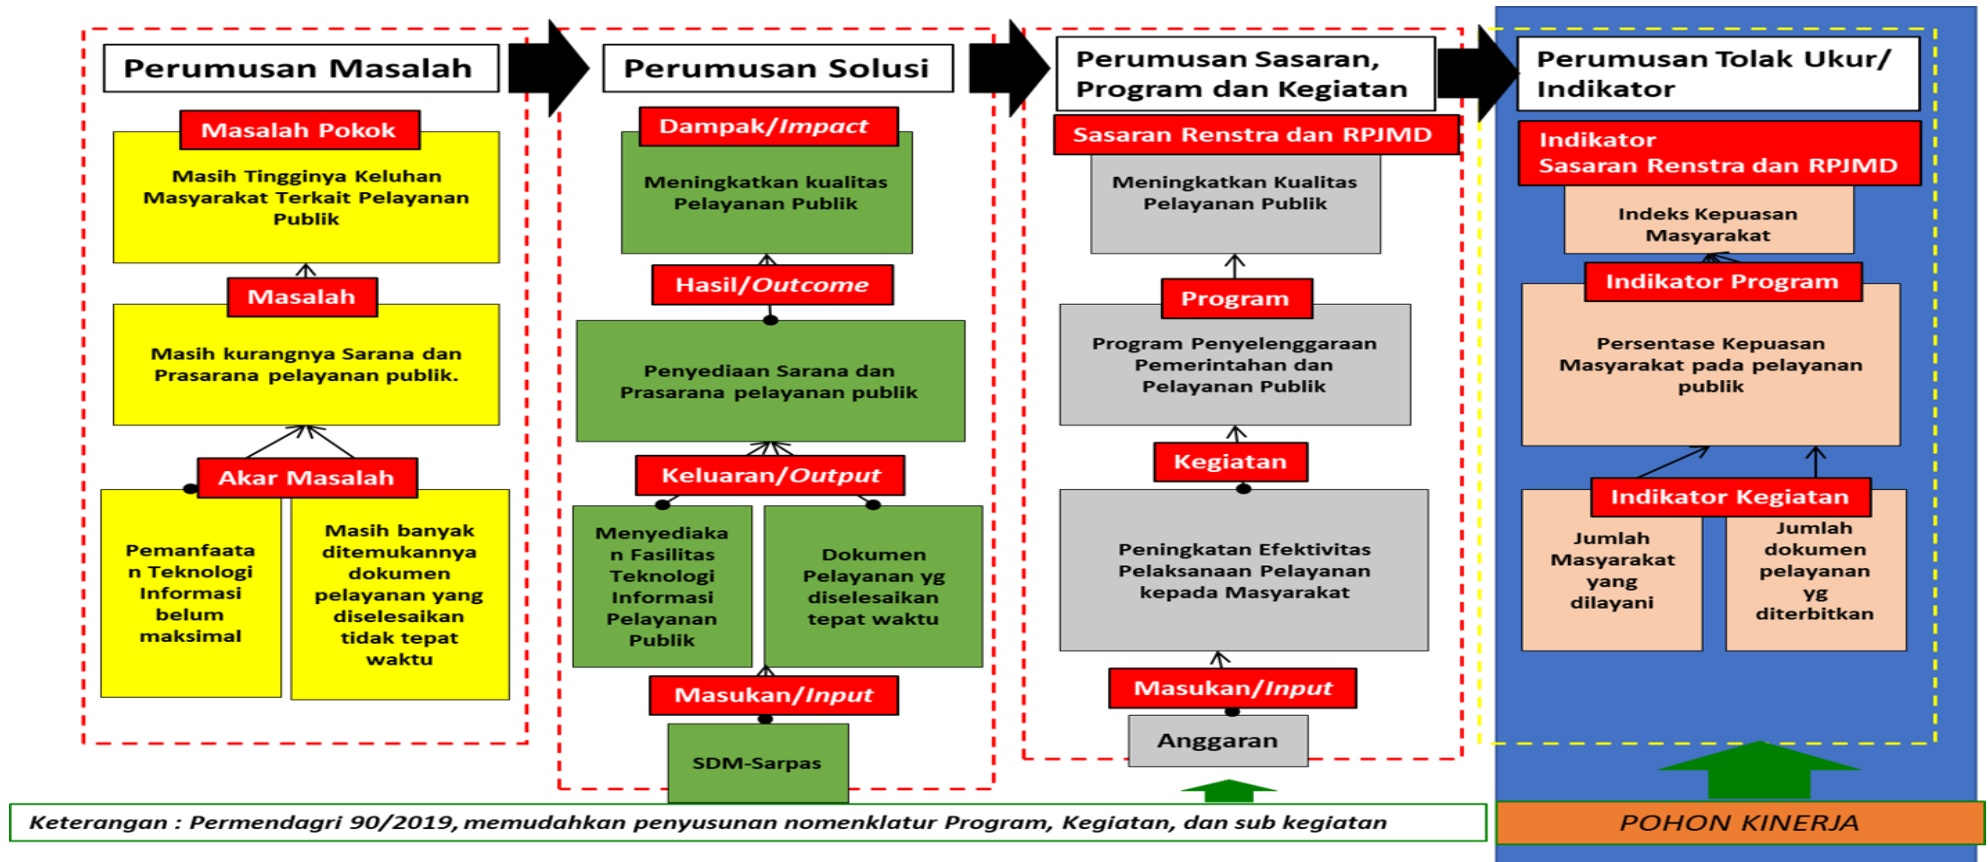 Perumusan Masalah
Masalah Pokok
Masih Tingginya Keluhan
Masyarakat Terkait Pelayanan
Publik
Masalah
Masih kurangnya Sarana dan
Prasarana pelayanan publik.
Akar Masalah
Pemanfaata
n Teknologi
Informasi
belum
maksimal
Masih banyak
ditemukannya
dokumen
pelayanan yang
diselesaikan
tidak tepat
waktu
Perumusan Solusi
Dampak/Impact
Meningkatkan kualitas
Pelayanan Publik
Hasil/Outcome
Penyediaan Sarana dan
Prasarana pelayanan publik
Keluaran/Output
Menyediaka
n Fasilitas
Teknologi
Informasi
Pelayanan
Publik
Dokumen
Pelayanan yg
diselesaikan
tepat waktu
Masukan/Input
SDM-Sarpas
Perumusan Sasaran,
Program dan Kegiatan
Sasaran Renstra dan RPJMD
Meningkatkan Kualitas
Pelayanan Publik
Program
Program Penyelenggaraan
Pemerintahan dan
Pelayanan Publik
Kegiatan
Peningkatan Efektivitas
Pelaksanaan Pelayanan
kepada Masyarakat
Masukan/Input
Anggaran
Perumusan Tolak Ukur/
Indikator
Indikator
Sasaran Renstra dan RPJMD
Indeks Kepuasan
Masyarakat
Indikator Program
Persentase Kepuasan
Masyarakat pada pelayanan
publik
Indikator Kegiatan
Jumlah
Masyarakat
yang
dilayani
Jumlah
dokumen
pelayanan
yg
diterbitkan
Keterangan : Permendagri 90/2019, memudahkan penyusunan nomenklatur Program, Kegiatan, dan sub kegiatan
POHON KINERJA